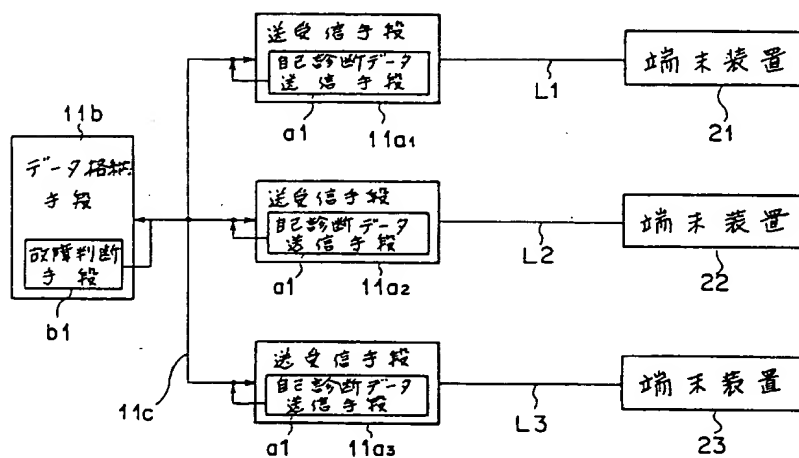 11b
データ格納
手段
故障判断
手段
b1
11c
送受信手段
自己診断データ
送信手段
a1
11a1
L1
端末装置
21
送受信手段
自己診断データ
送信手段
a1
11a2
L2
端末装置
22
送受信手段
自己診断データ
送信手段
a1
11a3
L3
端末装置
23